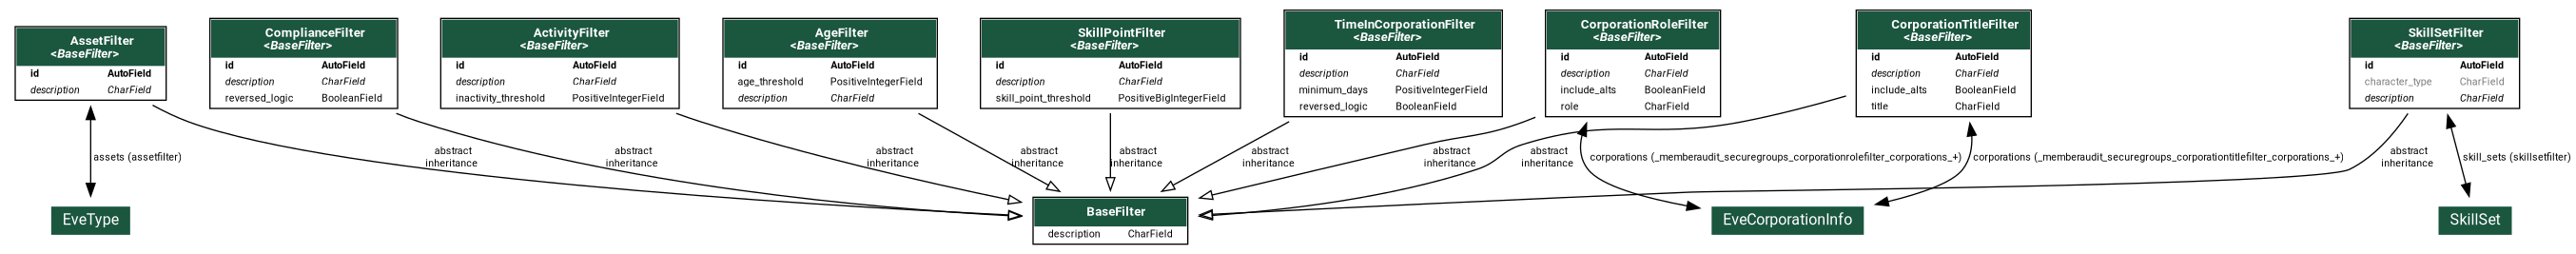 AssetFilter
<BaseFilter>
id AutoField
description CharField
ComplianceFilter
<BaseFilter>
id AutoField
description CharField
reversed_logic BooleanField
ActivityFilter
<BaseFilter>
id AutoField
description CharField
inactivity_threshold PositiveIntegerField
AgeFilter
<BaseFilter>
id AutoField
age_threshold PositiveIntegerField
description CharField
SkillPointFilter
<BaseFilter>
id AutoField
description CharField
skill_point_threshold PositiveBigIntegerField
TimeInCorporationFilter
<BaseFilter>
id AutoField
description CharField
minimum_days PositiveIntegerField
reversed_logic BooleanField
CorporationRoleFilter
<BaseFilter>
id AutoField
description CharField
include_alts BooleanField
role CharField
CorporationTitleFilter
<BaseFilter>
id AutoField
description CharField
include_alts BooleanField
title CharField
SkillSetFilter
<BaseFilter>
id AutoField
character_type CharField
description CharField
assets (assetfilter)
abstract
inheritance
abstract
inheritance
abstract
inheritance
abstract
inheritance
abstract
inheritance
abstract
inheritance
abstract
inheritance
abstract
inheritance
corporations (_memberaudit_securegroups_corporationrolefilter_corporations_+)
corporations (_memberaudit_securegroups_corporationtitlefilter_corporations_+)
abstract
inheritance
skill_sets (skillsetfilter)
EveType
BaseFilter
description CharField
EveCorporationInfo
SkillSet